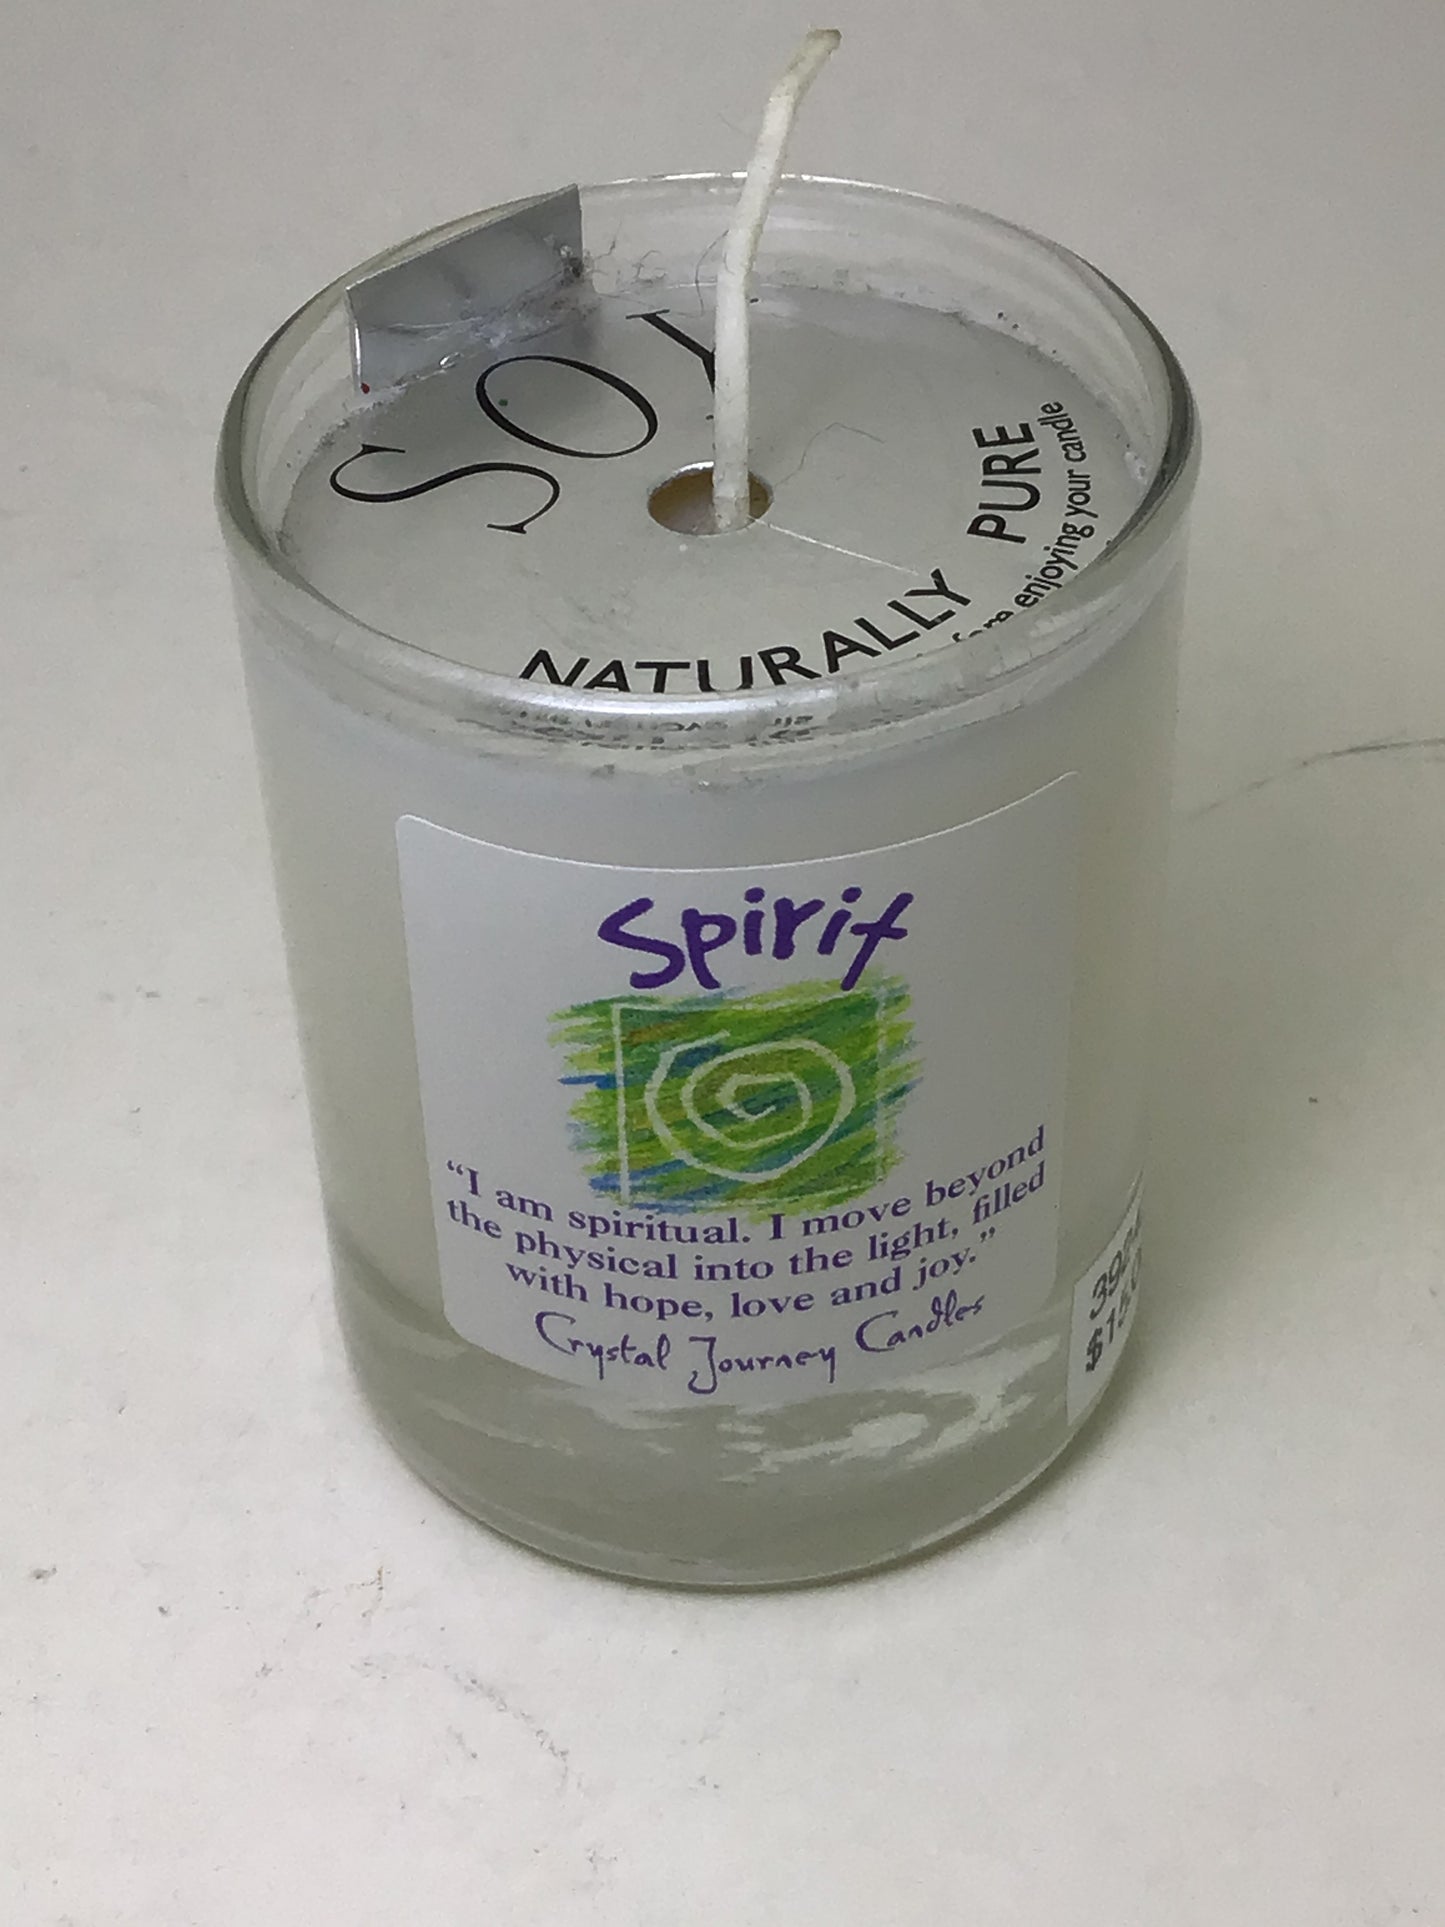 SOY
NATURALLY PURE
enjoying your candle
Spirit
“I am spiritual. I move beyond
the physical into the light, filled
with hope, love and joy.”
Crystal Journey Candles